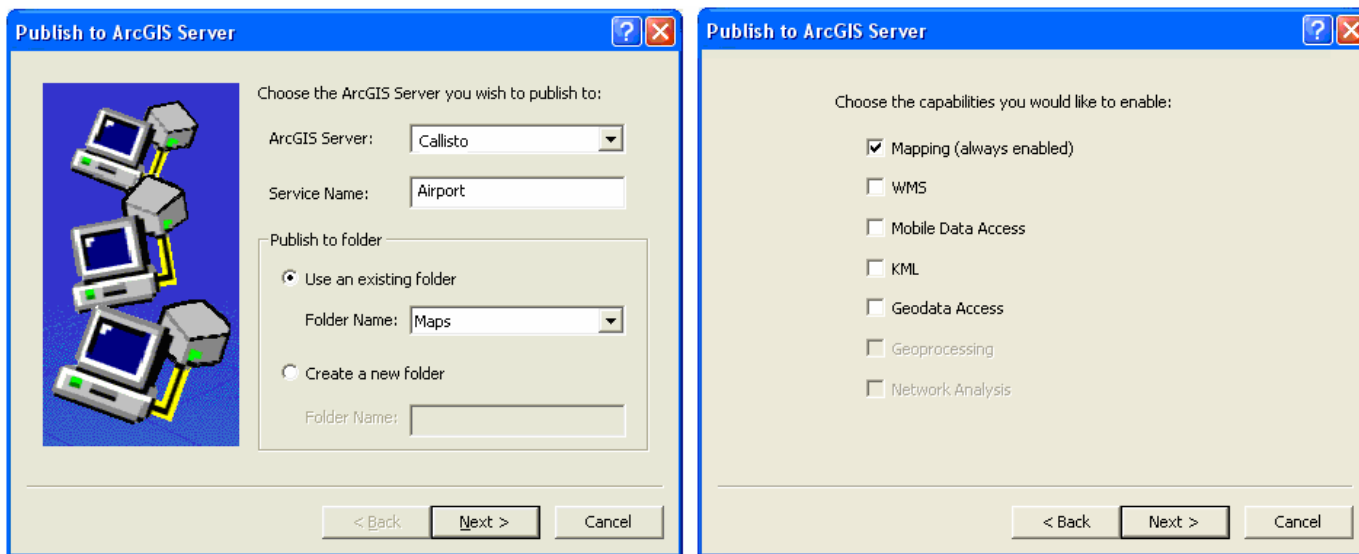 Publish to ArcGIS Server
Choose the ArcGIS Server you wish to publish to:
ArcGIS Server: Callisto
Service Name: Airport
Publish to folder
Use an existing folder
Folder Name: Maps
Create a new folder
Folder Name:
< Back Next > Cancel
Publish to ArcGIS Server
Choose the capabilities you would like to enable:
Mapping (always enabled)
WMS
Mobile Data Access
KML
Geodata Access
Geoprocessing
Network Analysis
< Back Next > Cancel